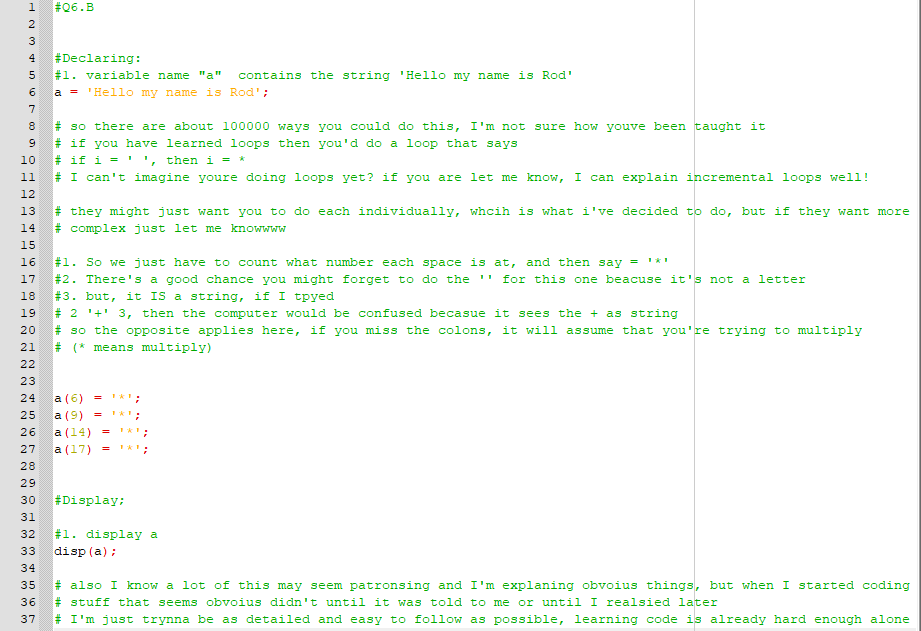 1 #Q6.B
2
3
4 #Declaring:
5 #1. variable name "a"  contains the string 'Hello my name is Rod'
6 a = 'Hello my name is Rod';
7
8 # so there are about 100000 ways you could do this, I'm not sure how youve been taught it
9 # if you have learned loops then you'd do a loop that says
10 # if i = ' ', then i = *
11 # I can't imagine youre doing loops yet? if you are let me know, I can explain incremental loops well!
12
13 # they might just want you to do each individually, whcih is what i've decided to do, but if they want more
14 # complex just let me knowwww
15
16 #1. So we just have to count what number each space is at, and then say = '*'
17 #2. There's a good chance you might forget to do the '' for this one beacuse it's not a letter
18 #3. but, it IS a string, if I tpyed
19 # 2 '+' 3, then the computer would be confused becasue it sees the + as string
20 # so the opposite applies here, if you miss the colons, it will assume that you're trying to multiply
21 # (* means multiply)
22
23
24 a(6) = '*';
25 a(9) = '*';
26 a(14) = '*';
27 a(17) = '*';
28
29
30 #Display;
31
32 #1. display a
33 disp(a);
34
35 # also I know a lot of this may seem patronsing and I'm explaning obvoius things, but when I started coding
36 # stuff that seems obvoius didn't until it was told to me or until I realsied later
37 # I'm just trynna be as detailed and easy to follow as possible, learning code is already hard enough alone